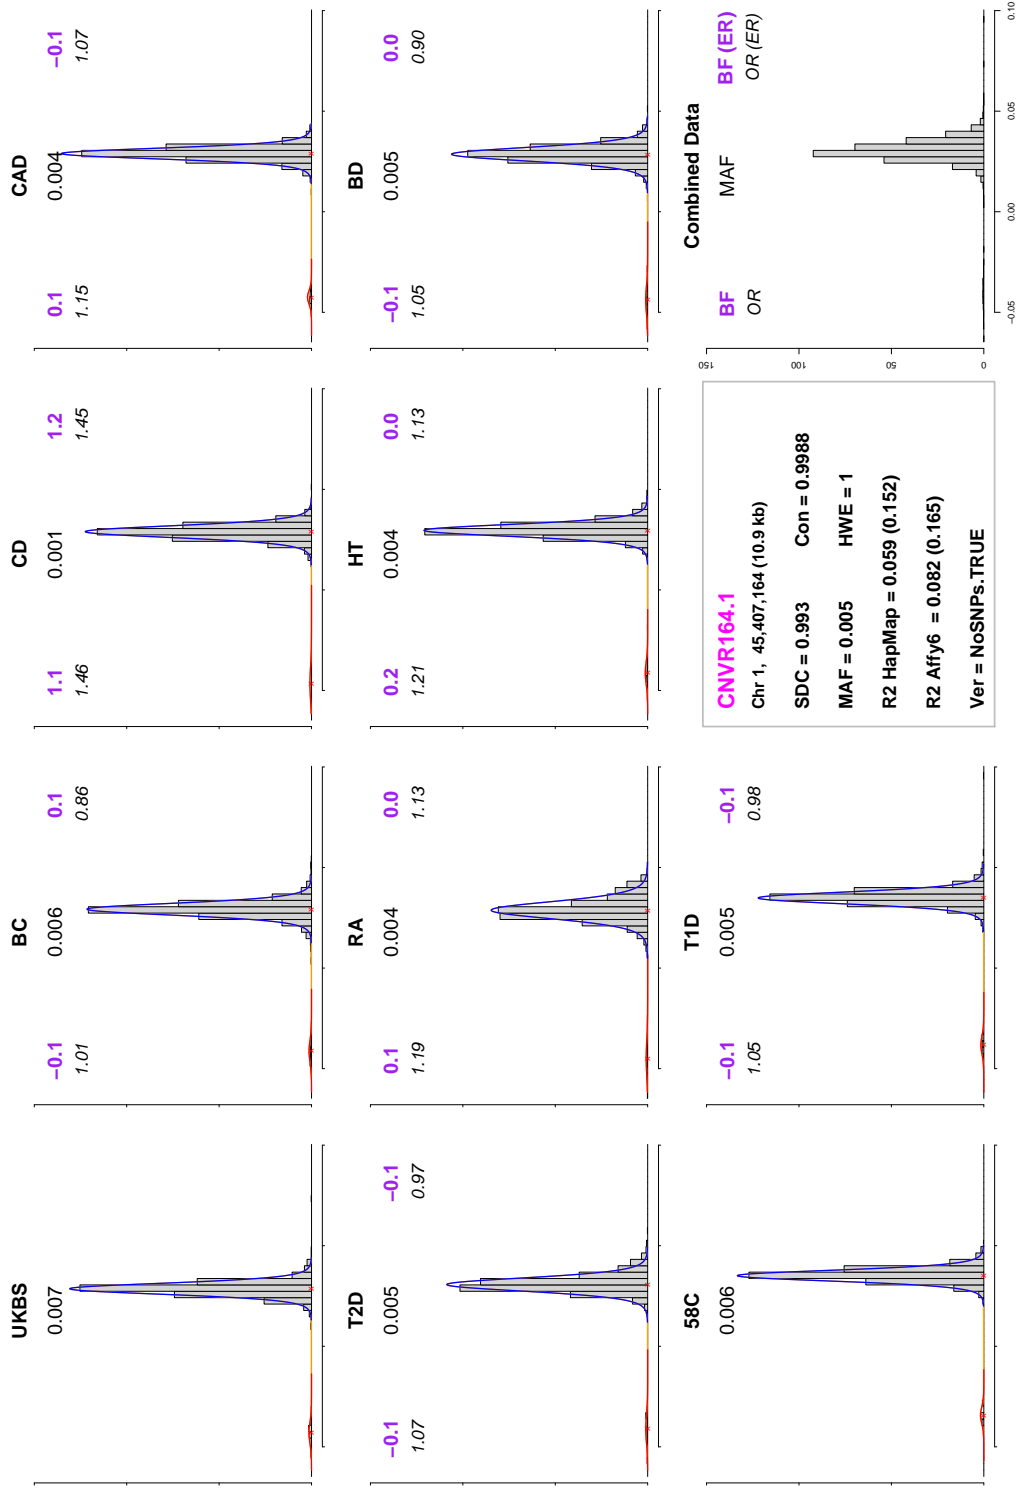 UKBS
0.007
BC
−0.1 0.006 0.1
1.01 0.86
CD
1.1 0.001 1.2
1.46 1.45
CAD
0.1 0.004 −0.1
1.15 1.07
T2D
−0.1 0.005 −0.1
1.07 0.97
RA
0.1 0.004 0.0
1.19 1.13
HT
0.2 0.004 0.0
1.21 1.13
BD
−0.1 0.005 0.0
1.05 0.90
58C
0.006
T1D
−0.1 0.005 −0.1
1.05 0.98
CNVR164.1
Chr 1, 45,407,164 (10.9 kb)
SDC = 0.993 Con = 0.9988
MAF = 0.005 HWE = 1
R2 HapMap = 0.059 (0.152)
R2 Affy6 = 0.082 (0.165)
Ver = NoSNPs.TRUE
Combined Data
BF MAF BF (ER)
OR OR (ER)
150
100
50
0
−0.05 0.00 0.05 0.10